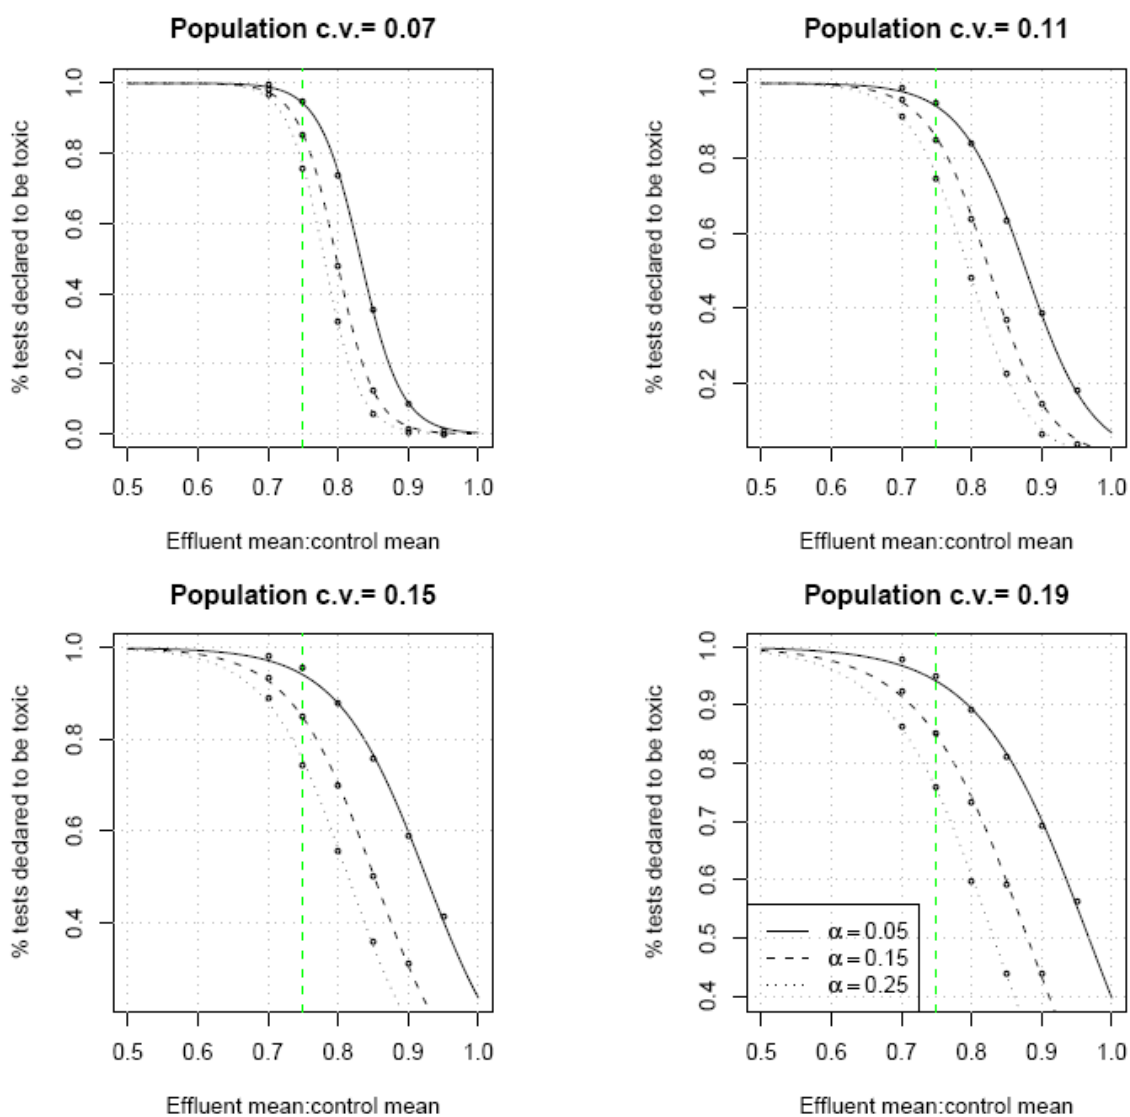 Population c.v.= 0.07
% tests declared to be toxic
0.0 0.2 0.4 0.6 0.8 1.0
0.5 0.6 0.7 0.8 0.9 1.0
Effluent mean:control mean
Population c.v.= 0.11
% tests declared to be toxic
0.2 0.4 0.6 0.8 1.0
0.5 0.6 0.7 0.8 0.9 1.0
Effluent mean:control mean
Population c.v.= 0.15
% tests declared to be toxic
0.4 0.6 0.8 1.0
0.5 0.6 0.7 0.8 0.9 1.0
Effluent mean:control mean
Population c.v.= 0.19
% tests declared to be toxic
0.4 0.5 0.6 0.7 0.8 0.9 1.0
α = 0.05
α = 0.15
α = 0.25
0.5 0.6 0.7 0.8 0.9 1.0
Effluent mean:control mean